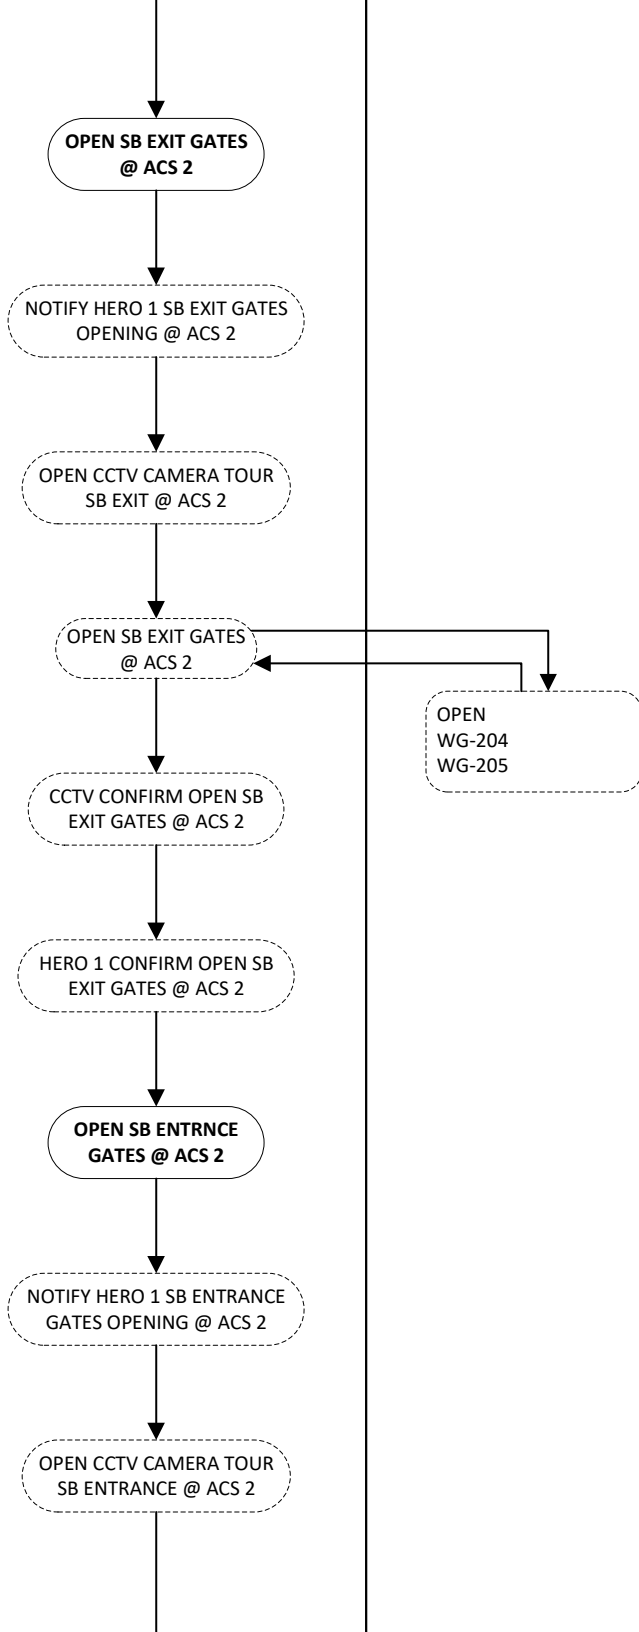 OPEN SB EXIT GATES
@ ACS 2
NOTIFY HERO 1 SB EXIT GATES
OPENING @ ACS 2
OPEN CCTV CAMERA TOUR
SB EXIT @ ACS 2
OPEN SB EXIT GATES
@ ACS 2
OPEN
WG-204
WG-205
CCTV CONFIRM OPEN SB
EXIT GATES @ ACS 2
HERO 1 CONFIRM OPEN SB
EXIT GATES @ ACS 2
OPEN SB ENTRNCE
GATES @ ACS 2
NOTIFY HERO 1 SB ENTRANCE
GATES OPENING @ ACS 2
OPEN CCTV CAMERA TOUR
SB ENTRANCE @ ACS 2